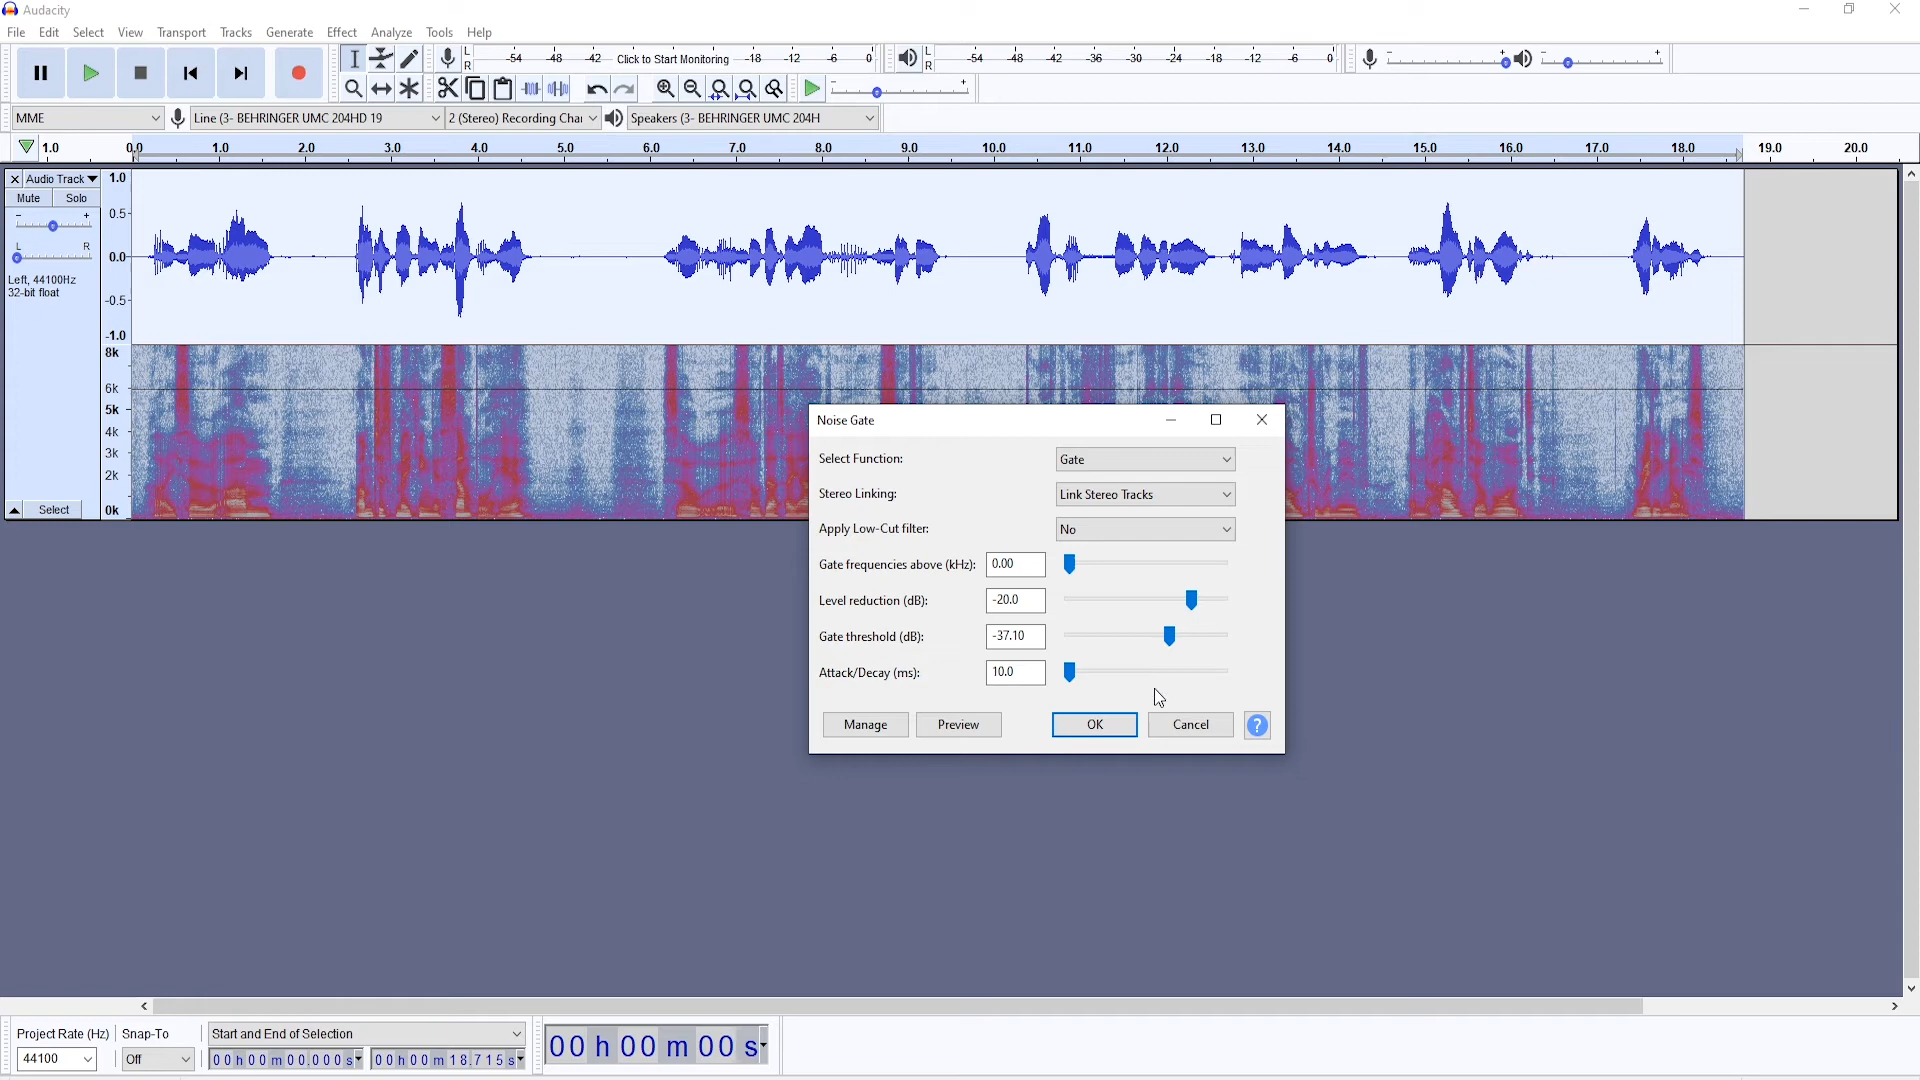 Audacity
File Edit Select View Transport Tracks Generate Effect Analyze Tools Help
L R -54 -48 -42 Click to Start Monitoring -18 -12 -6 0 L R -54 -48 -42 -36 -30 -24 -18 -12 -6 0 - + - +
- +
MME Line (3- BEHRINGER UMC 204HD 19 2 (Stereo) Recording Chai Speakers (3- BEHRINGER UMC 204H
1.0 0.0 1.0 2.0 3.0 4.0 5.0 6.0 7.0 8.0 9.0 10.0 11.0 12.0 13.0 14.0 15.0 16.0 17.0 18.0 19.0 20.0
Audio Track 1.0
Mute Solo
- + 0.5
L R
0.0
Left, 44100Hz
32-bit float
-0.5
-1.0
8k
6k
5k
4k
3k
2k
Select 0k
Noise Gate
Select Function: Gate
Stereo Linking: Link Stereo Tracks
Apply Low-Cut filter: No
Gate frequencies above (kHz): 0.00
Level reduction (dB): -20.0
Gate threshold (dB): -37.10
Attack/Decay (ms): 10.0
Manage Preview OK Cancel ?
Project Rate (Hz) Snap-To Start and End of Selection
44100 Off 00 h 00 m 00.000 s 00 h 00 m 18.715 s
00 h 00 m 00 s